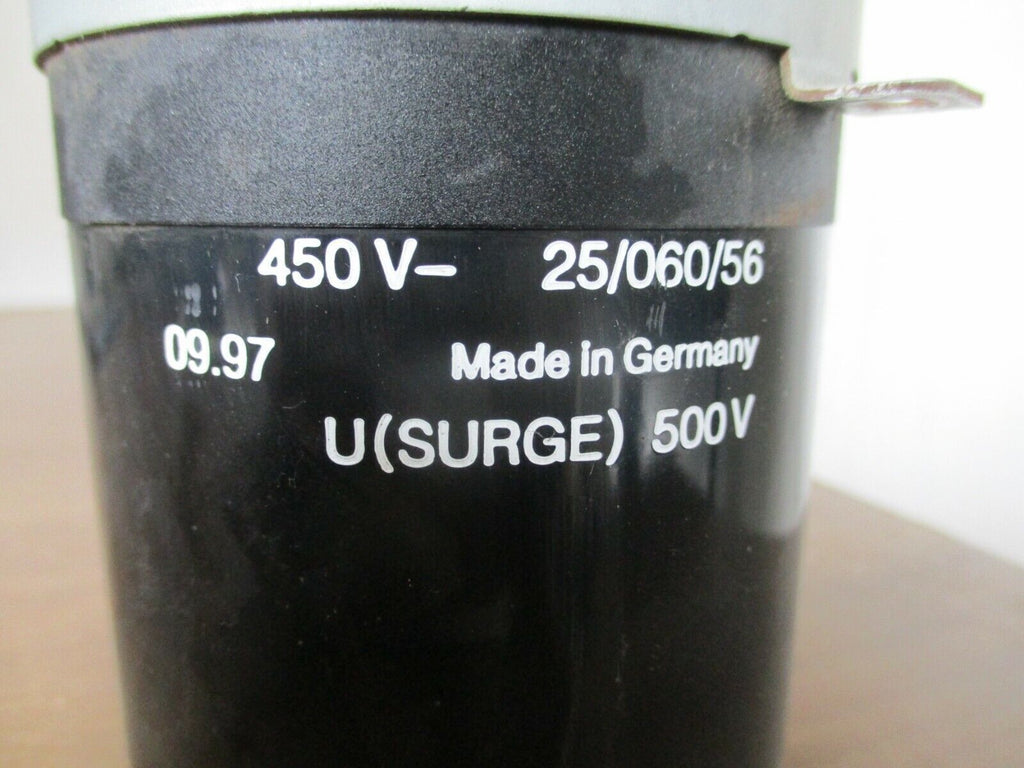 450 V– 25/060/56
09.97 Made in Germany
U(SURGE) 500V